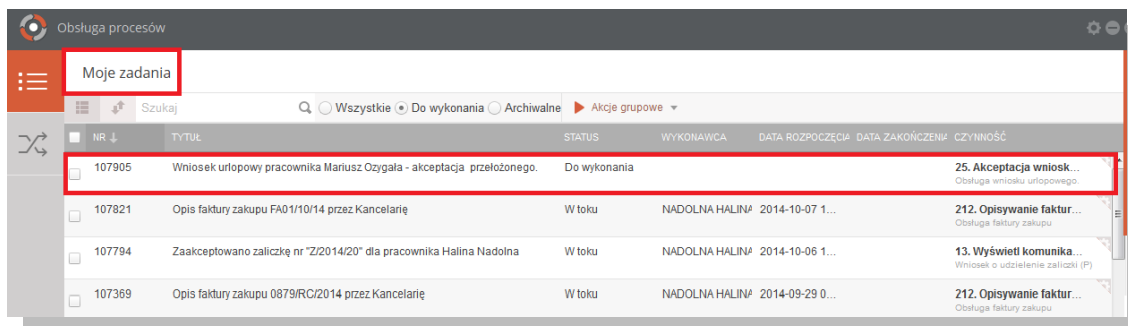 Obsługa procesów
Moje zadania
Szukaj Wszystkie Do wykonania Archiwalne Akcje grupowe
NR TYTUŁ STATUS WYKONAWCA DATA ROZPOCZĘCIA DATA ZAKOŃCZENIA CZYNNOŚĆ
107905 Wniosek urlopowy pracownika Mariusz Ozygała - akceptacja przełożonego. Do wykonania 25. Akceptacja wniosk...
Obsługa wniosku urlopowego
107821 Opis faktury zakupu FA01/10/14 przez Kancelarię W toku NADOLNA HALINA 2014-10-07 1... 212. Opisywanie faktur...
Obsługa faktury zakupu
107794 Zaakceptowano zaliczkę nr "Z/2014/20" dla pracownika Halina Nadolna W toku NADOLNA HALINA 2014-10-06 1... 13. Wyświetl komunika...
Wniosek o udzielenie zaliczki (P)
107369 Opis faktury zakupu 0879/RC/2014 przez Kancelarię W toku NADOLNA HALINA 2014-09-29 0... 212. Opisywanie faktur...
Obsługa faktury zakupu